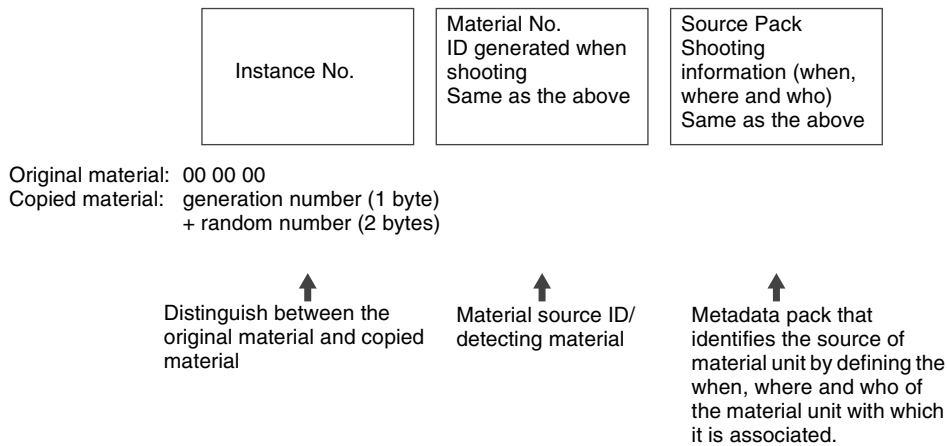 Instance No.
Material No.
ID generated when
shooting
Same as the above
Source Pack
Shooting
information (when,
where and who)
Same as the above
Original material: 00 00 00
Copied material: generation number (1 byte)
+ random number (2 bytes)
Distinguish between the
original material and copied
material
Material source ID/
detecting material
Metadata pack that
identifies the source of
material unit by defining the
when, where and who of
the material unit with which
it is associated.